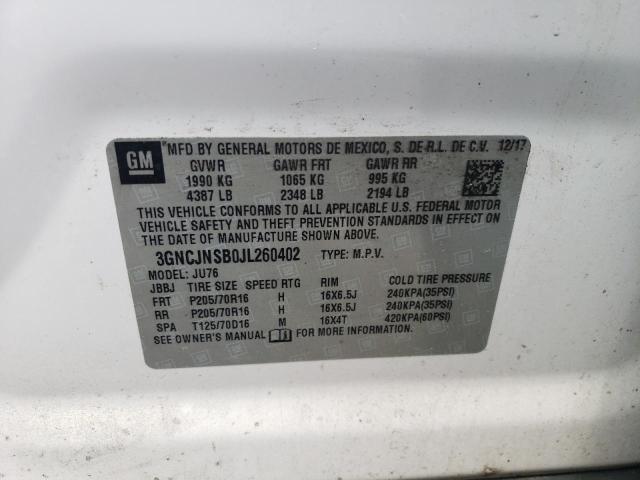 GM
MFD BY GENERAL MOTORS DE MEXICO, S. DE R.L. DE C.V. 12/17
GVWR GAWR FRT GAWR RR
1990 KG 1065 KG 995 KG
4387 LB 2348 LB 2194 LB
THIS VEHICLE CONFORMS TO ALL APPLICABLE U.S. FEDERAL MOTOR
VEHICLE SAFETY AND THEFT PREVENTION STANDARDS IN EFFECT ON
THE DATE OF MANUFACTURE SHOWN ABOVE.
3GNCJNSB0JL260402 TYPE: M.P.V.
MODEL: JU76
JBBJ TIRE SIZE SPEED RTG RIM COLD TIRE PRESSURE
FRT P205/70R16 H 16X6.5J 240KPA(35PSI)
RR P205/70R16 H 16X6.5J 240KPA(35PSI)
SPA T125/70D16 M 16X4T 420KPA(60PSI)
SEE OWNER'S MANUAL FOR MORE INFORMATION.